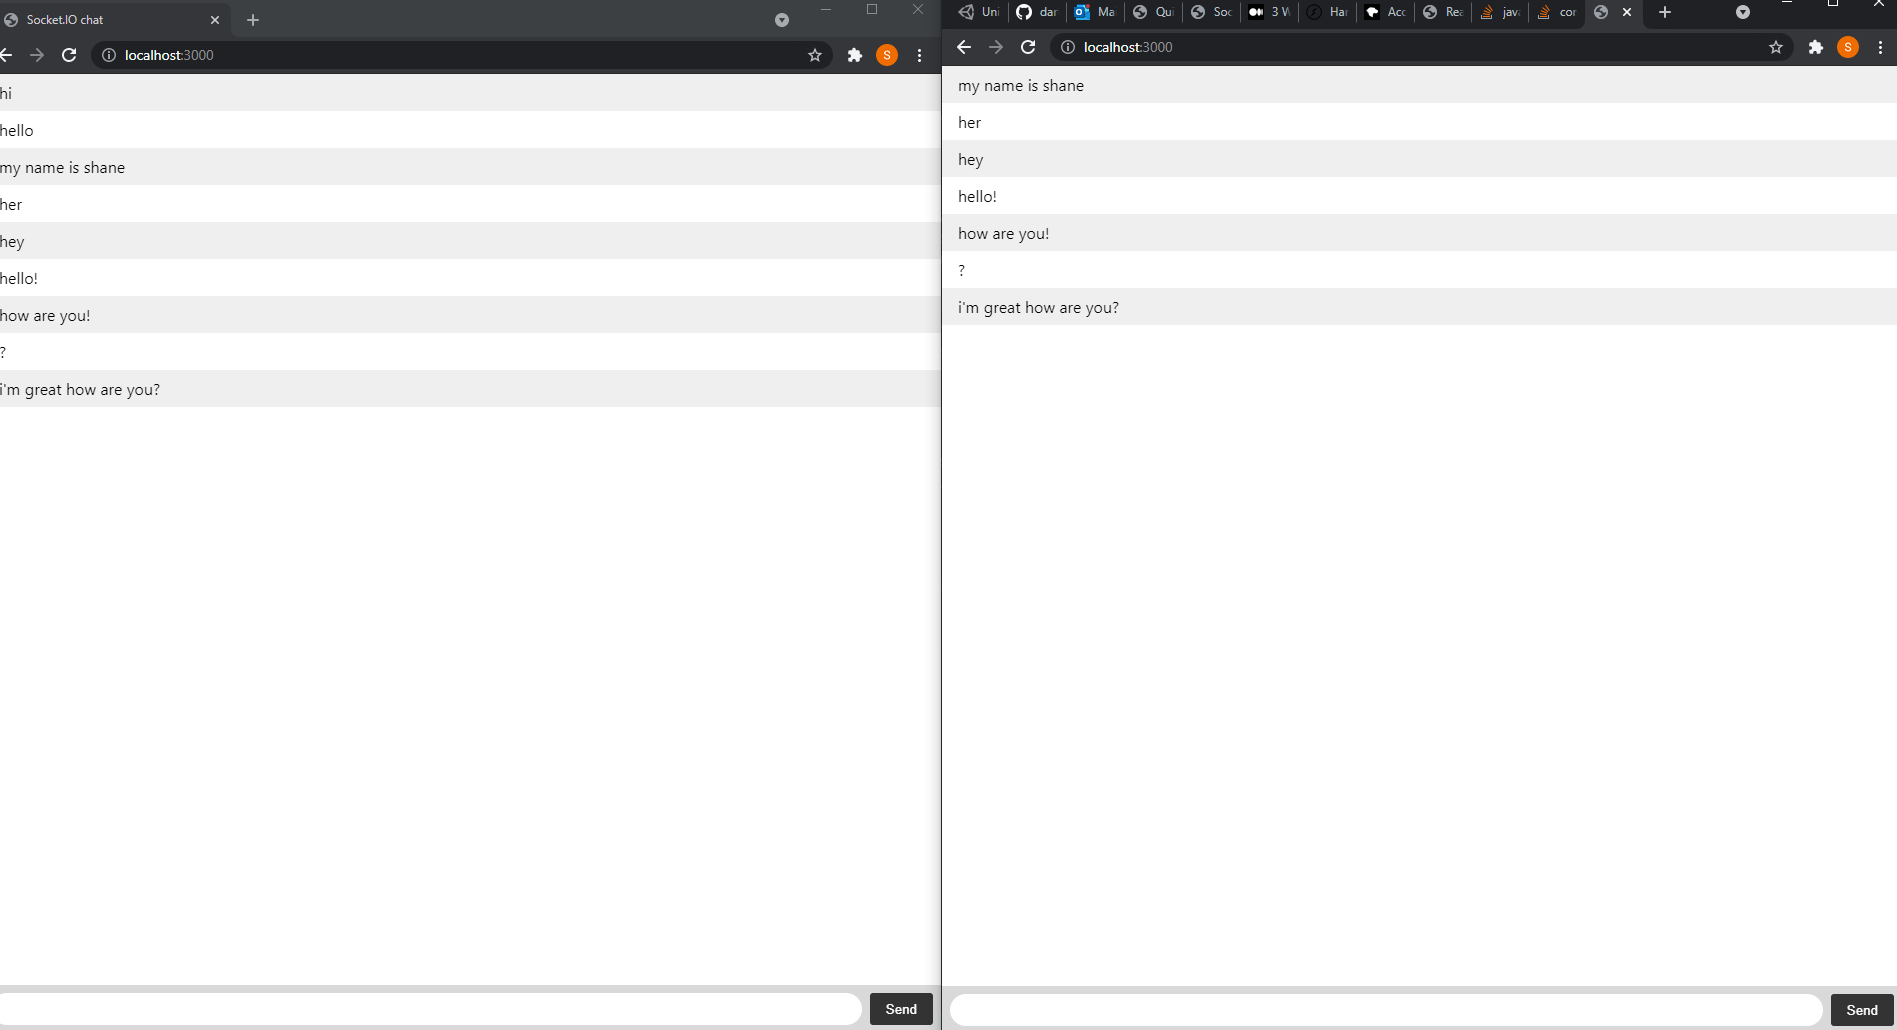 Socket.IO chat
localhost:3000
hi
hello
my name is shane
her
hey
hello!
how are you!
?
i'm great how are you?
Send
Uni
dar
Ma
Qui
Soc
3 W
Har
Acc
Rea
java
cor
localhost:3000
S
my name is shane
her
hey
hello!
how are you!
?
i'm great how are you?
Send